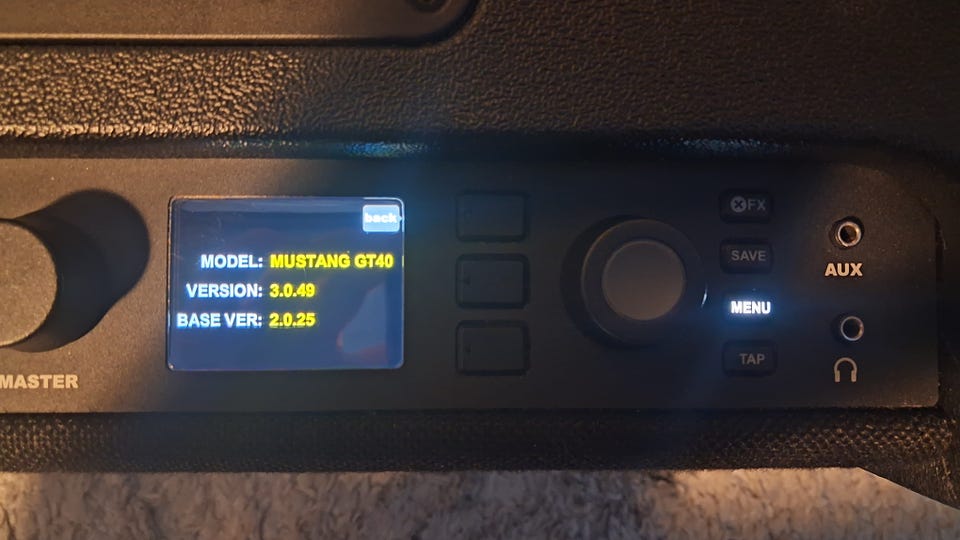 back
MODEL: MUSTANG GT40
VERSION: 3.0.49
BASE VER: 2.0.25
MASTER
FX
SAVE
MENU
TAP
AUX